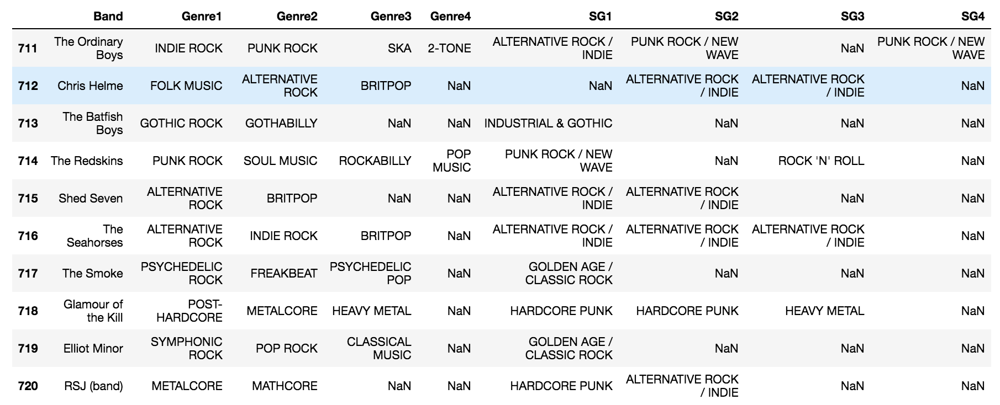 Band Genre1 Genre2 Genre3 Genre4 SG1 SG2 SG3 SG4
711 The Ordinary Boys INDIE ROCK PUNK ROCK SKA 2-TONE ALTERNATIVE ROCK / INDIE PUNK ROCK / NEW WAVE NaN PUNK ROCK / NEW WAVE
712 Chris Helme FOLK MUSIC ALTERNATIVE ROCK BRITPOP NaN NaN ALTERNATIVE ROCK / INDIE ALTERNATIVE ROCK / INDIE NaN
713 The Batfish Boys GOTHIC ROCK GOTHABILLY NaN NaN INDUSTRIAL & GOTHIC NaN NaN NaN
714 The Redskins PUNK ROCK SOUL MUSIC ROCKABILLY POP MUSIC PUNK ROCK / NEW WAVE NaN ROCK 'N' ROLL NaN
715 Shed Seven ALTERNATIVE ROCK BRITPOP NaN NaN ALTERNATIVE ROCK / INDIE ALTERNATIVE ROCK / INDIE NaN NaN
716 The Seahorses ALTERNATIVE ROCK INDIE ROCK BRITPOP NaN ALTERNATIVE ROCK / INDIE ALTERNATIVE ROCK / INDIE ALTERNATIVE ROCK / INDIE NaN
717 The Smoke PSYCHEDELIC ROCK FREAKBEAT PSYCHEDELIC POP NaN GOLDEN AGE / CLASSIC ROCK NaN NaN NaN
718 Glamour of the Kill POST-HARDCORE METALCORE HEAVY METAL NaN HARDCORE PUNK HARDCORE PUNK HEAVY METAL NaN
719 Elliot Minor SYMPHONIC ROCK POP ROCK CLASSICAL MUSIC NaN GOLDEN AGE / CLASSIC ROCK NaN NaN NaN
720 RSJ (band) METALCORE MATHCORE NaN NaN HARDCORE PUNK ALTERNATIVE ROCK / INDIE NaN NaN